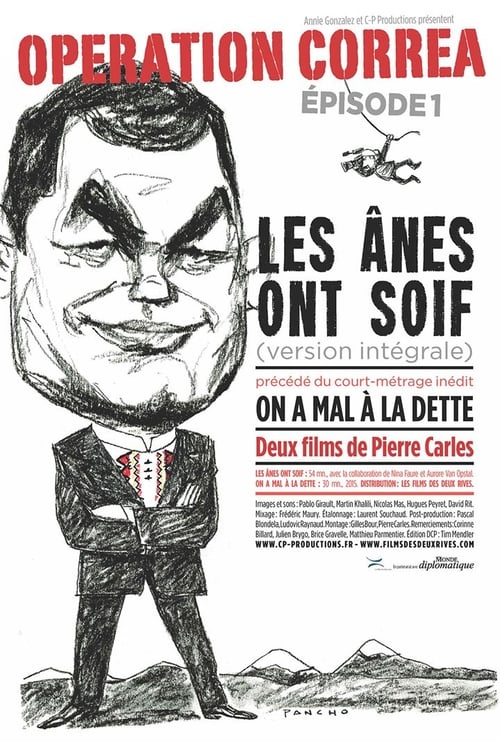 Annie Gonzalez et C-P Productions présentent
OPERATION CORREA
ÉPISODE 1
LES ÂNES
ONT SOIF
(version intégrale)
précédé du court-métrage inédit
ON A MAL À LA DETTE
Deux films de Pierre Carles
LES ÂNES ONT SOIF : 54 mn., avec la collaboration de Nina Faure et Aurore Van Opstal.
ON A MAL À LA DETTE : 30 mn., 2015. DISTRIBUTION : LES FILMS DES DEUX RIVES.
Images et sons : Pablo Girault, Martin Khalili, Nicolas Mas, Hugues Peyret, David Rit.
Mixage : Frédéric Maury. Étalonnage : Laurent Souchaud. Post-production : Pascal
Blondela, Ludovic Raynaud. Montage : Gilles Bour, Pierre Carles. Remerciements : Corinne
Billard, Julien Brygo, Brice Gravelle, Matthieu Parmentier. Édition DCP : Tim Mendler
WWW.CP-PRODUCTIONS.FR - WWW.FILMSDESDEUXRIVES.COM
MONDE
diplomatique
PANCHO